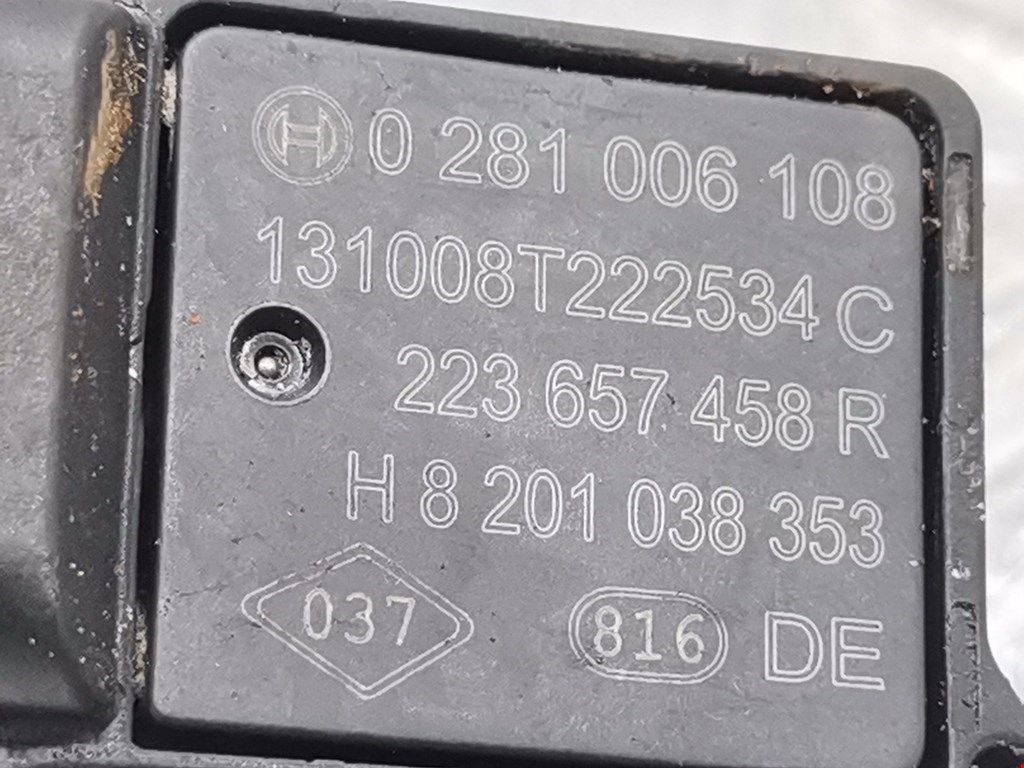 0 281 006 108
131008T222534 C
223 657 458 R
H 8 201 038 353
037 816 DE